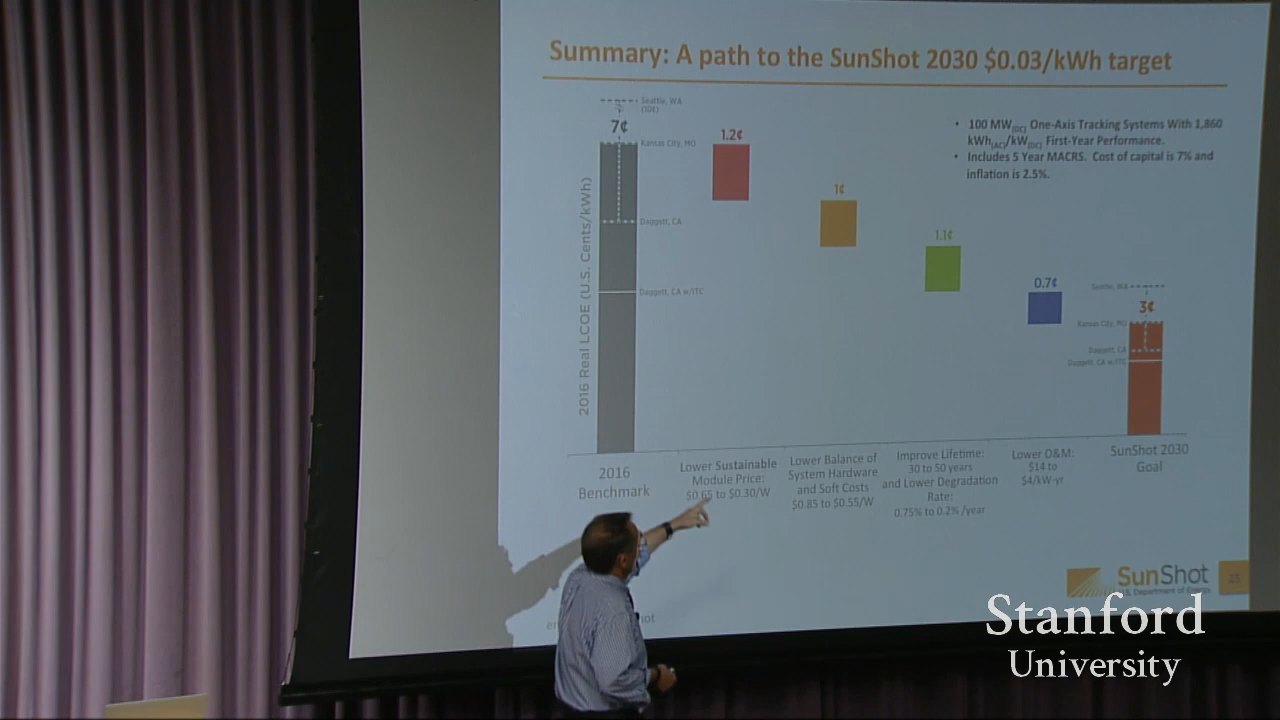 Summary: A path to the SunShot 2030 $0.03/kWh target
Seattle, WA
(10¢)
7¢
Kansas City, MO
Daggett, CA
Daggett, CA w/ITC
2016 Real LCOE (U.S. Cents/kWh)
1.2¢
1¢
1.1¢
0.7¢
• 100 MW(DC) One-Axis Tracking Systems With 1,860
kWh(AC)/kW(DC) First-Year Performance.
• Includes 5 Year MACRS. Cost of capital is 7% and
inflation is 2.5%.
Seattle, WA
3¢
Kansas City, MO
Daggett, CA
Daggett, CA w/ITC
2016
Benchmark
Lower Sustainable
Module Price:
$0.65 to $0.30/W
Lower Balance of
System Hardware
and Soft Costs
$0.85 to $0.55/W
Improve Lifetime:
30 to 50 years
and Lower Degradation
Rate:
0.75% to 0.2% /year
Lower O&M:
$14 to
$4/kW-yr
SunShot 2030
Goal
SunShot
U.S. Department of Energy
25
Stanford
University